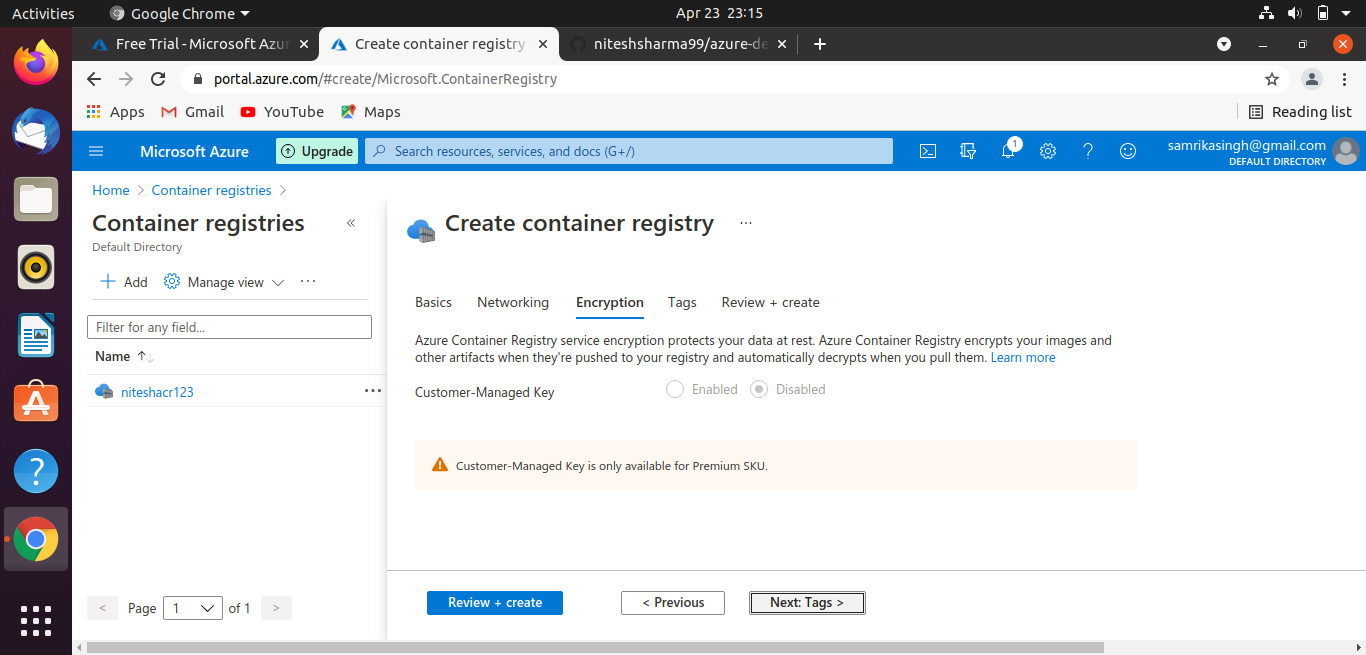 Activities
Google Chrome
Apr 23 23:15
Free Trial - Microsoft Azur
Create container registry
niteshsharma99/azure-de
portal.azure.com/#create/Microsoft.ContainerRegistry
Apps
Gmail
YouTube
Maps
Reading list
Microsoft Azure
Upgrade
Search resources, services, and docs (G+/)
1
samrikasingh@gmail.com
DEFAULT DIRECTORY
Home > Container registries >
Container registries
«
Default Directory
+ Add
Manage view
...
Filter for any field...
Name ↑↓
niteshacr123
...
< Page 1 of 1 >
Create container registry
...
Basics
Networking
Encryption
Tags
Review + create
Azure Container Registry service encryption protects your data at rest. Azure Container Registry encrypts your images and
other artifacts when they're pushed to your registry and automatically decrypts when you pull them. Learn more
Customer-Managed Key
Enabled
Disabled
Customer-Managed Key is only available for Premium SKU.
Review + create
< Previous
Next: Tags >